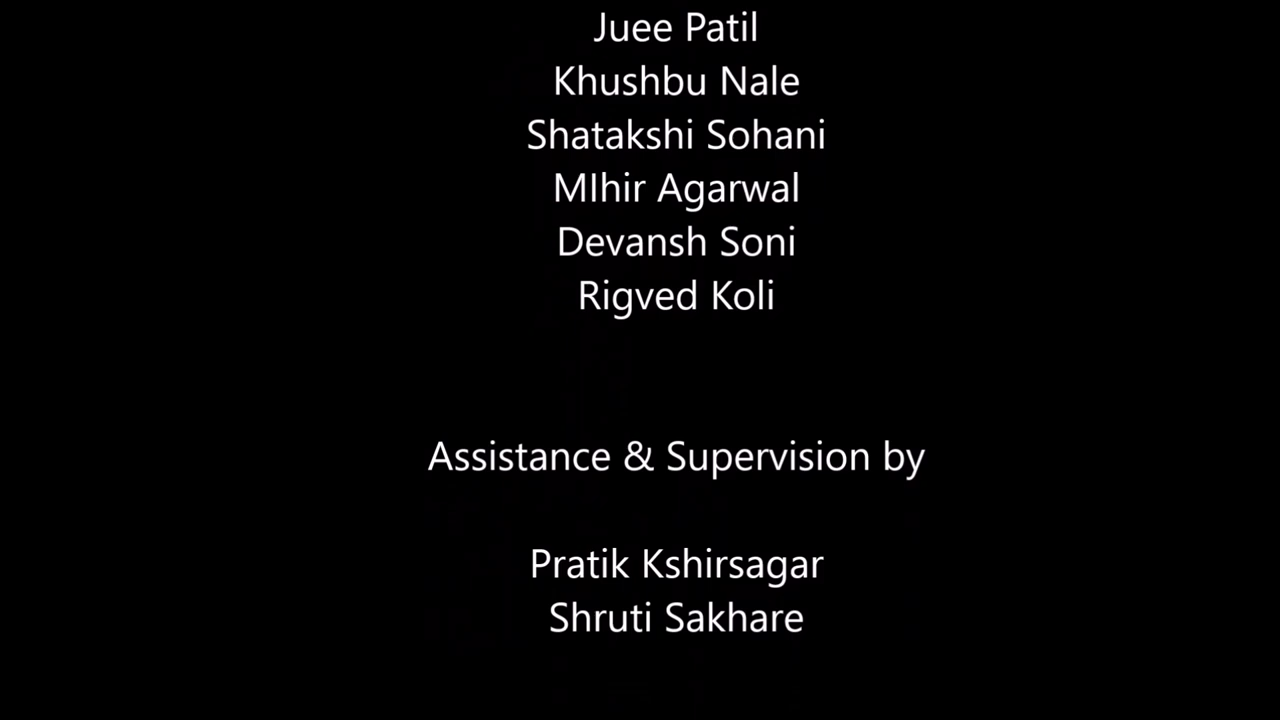 Juee Patil
Khushbu Nale
Shatakshi Sohani
MIhir Agarwal
Devansh Soni
Rigved Koli
Assistance & Supervision by
Pratik Kshirsagar
Shruti Sakhare